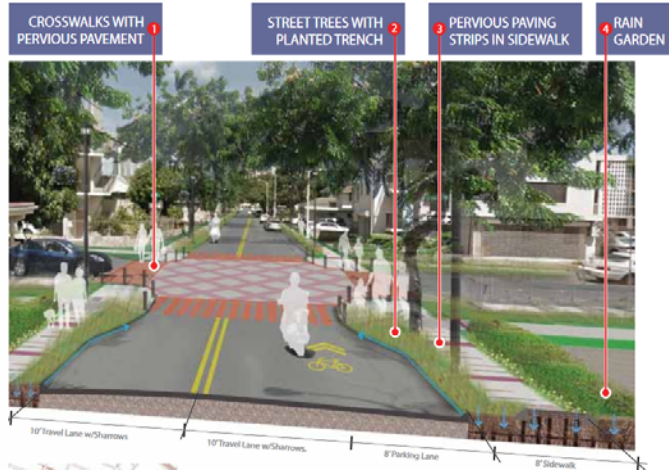 CROSSWALKS WITH
PERVIOUS PAVEMENT
1
STREET TREES WITH
PLANTED TRENCH
2
3
PERVIOUS PAVING
STRIPS IN SIDEWALK
4
RAIN
GARDEN
10'Travel Lane w/Sharrows
10'Travel Lane w/Sharrows.
8'Parking Lane
8'Sidewalk